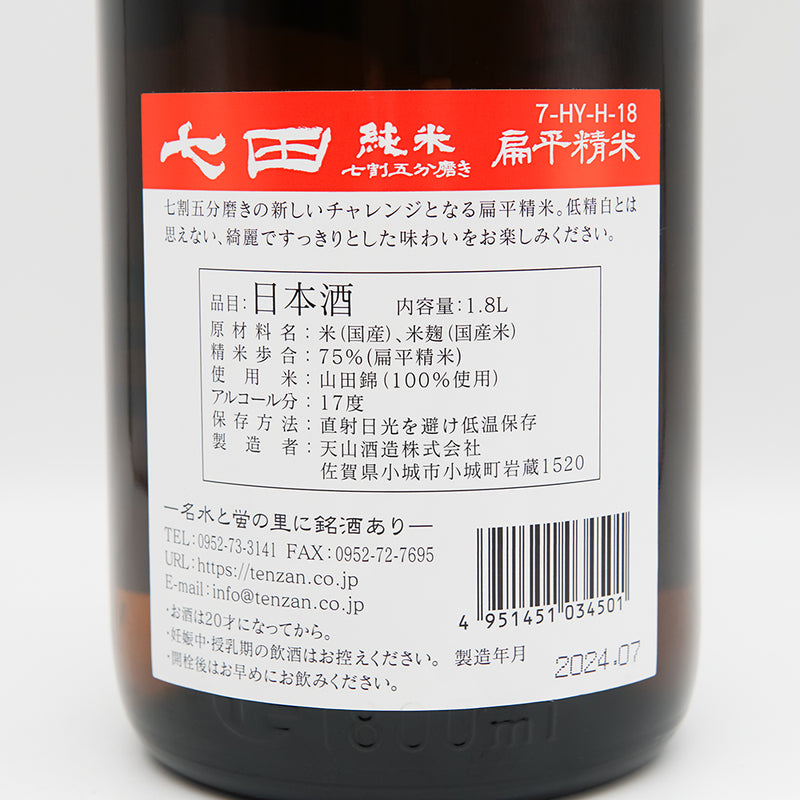 7-HY-H-18
七田 純米 七割五分磨き 扁平精米
七割五分磨きの新しいチャレンジとなる扁平精米。低精白とは
思えない、綺麗ですっきりとした味わいをお楽しみください。
品目:日本酒 内容量:1.8L
原材料名:米(国産)、米麹(国産米)
精米歩合:75%(扁平精米)
使用米:山田錦(100%使用)
アルコール分:17度
保存方法:直射日光を避け低温保存
製造者:天山酒造株式会社
佐賀県小城市小城町岩蔵1520
―名水と蛍の里に銘酒あり―
TEL:0952-73-3141 FAX:0952-72-7695
URL:https://tenzan.co.jp
E-mail:info@tenzan.co.jp
・お酒は20才になってから。
・妊娠中・授乳期の飲酒はお控えください。
・開栓後はお早めにお飲みください。
4 951451 034501
製造年月 2024.07
1800ml